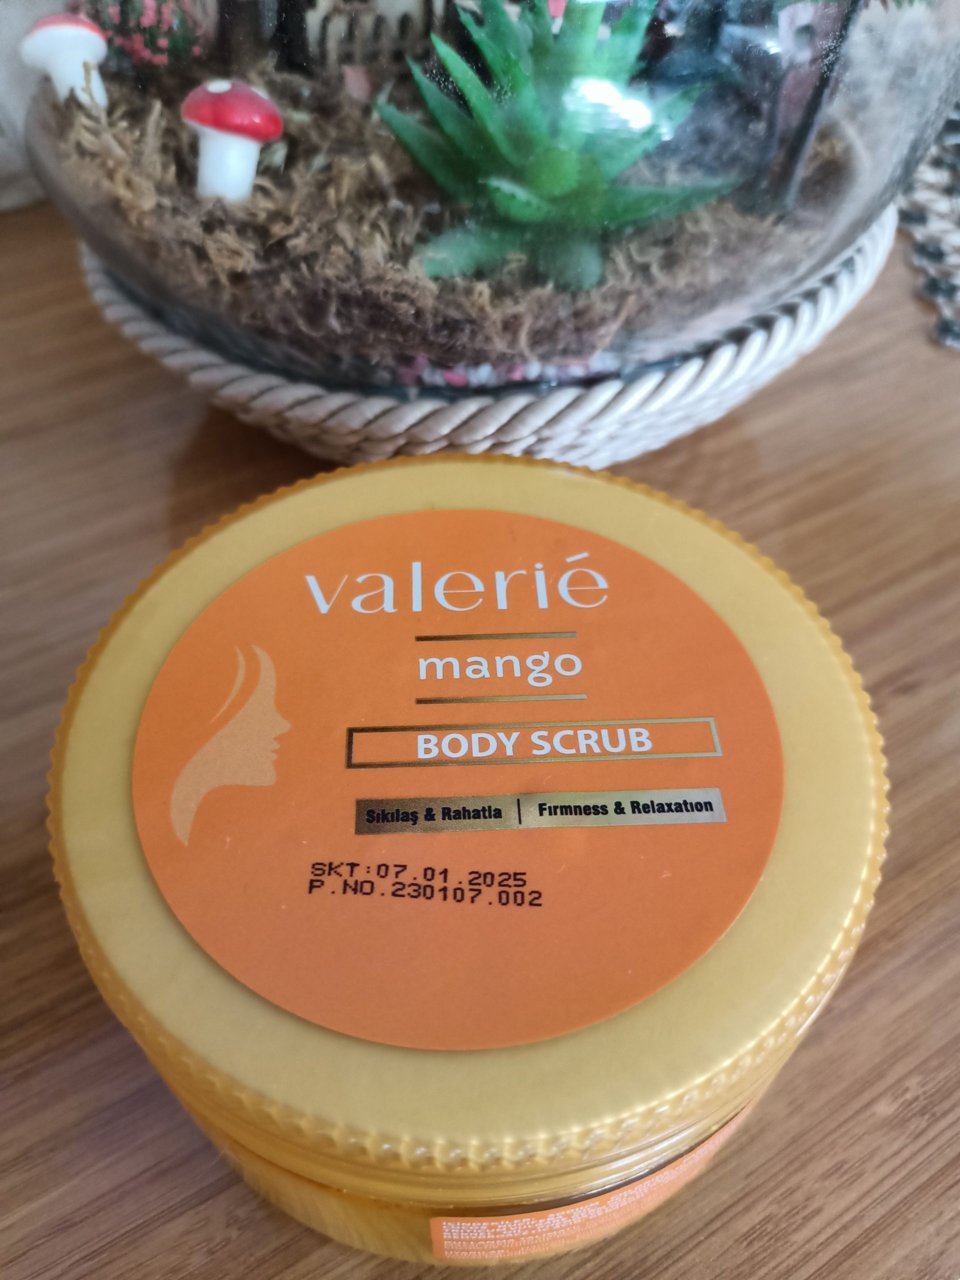 valerié
mango
BODY SCRUB
Sıkılaş & Rahatla | Fırmness & Relaxatıon
SKT:07.01.2025
P.NO.230107.002